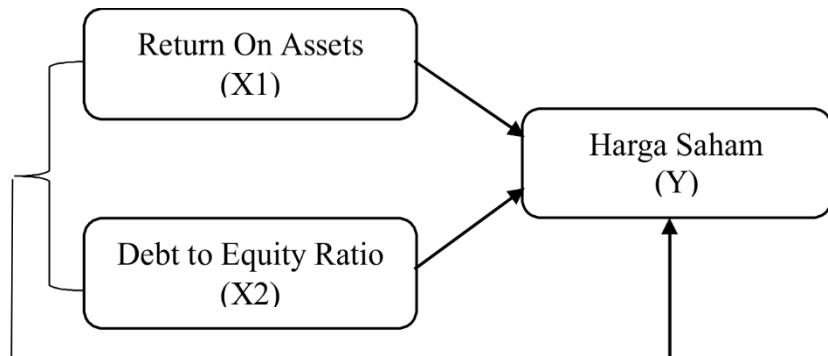 Return On Assets
(X1)
Harga Saham
(Y)
Debt to Equity Ratio
(X2)